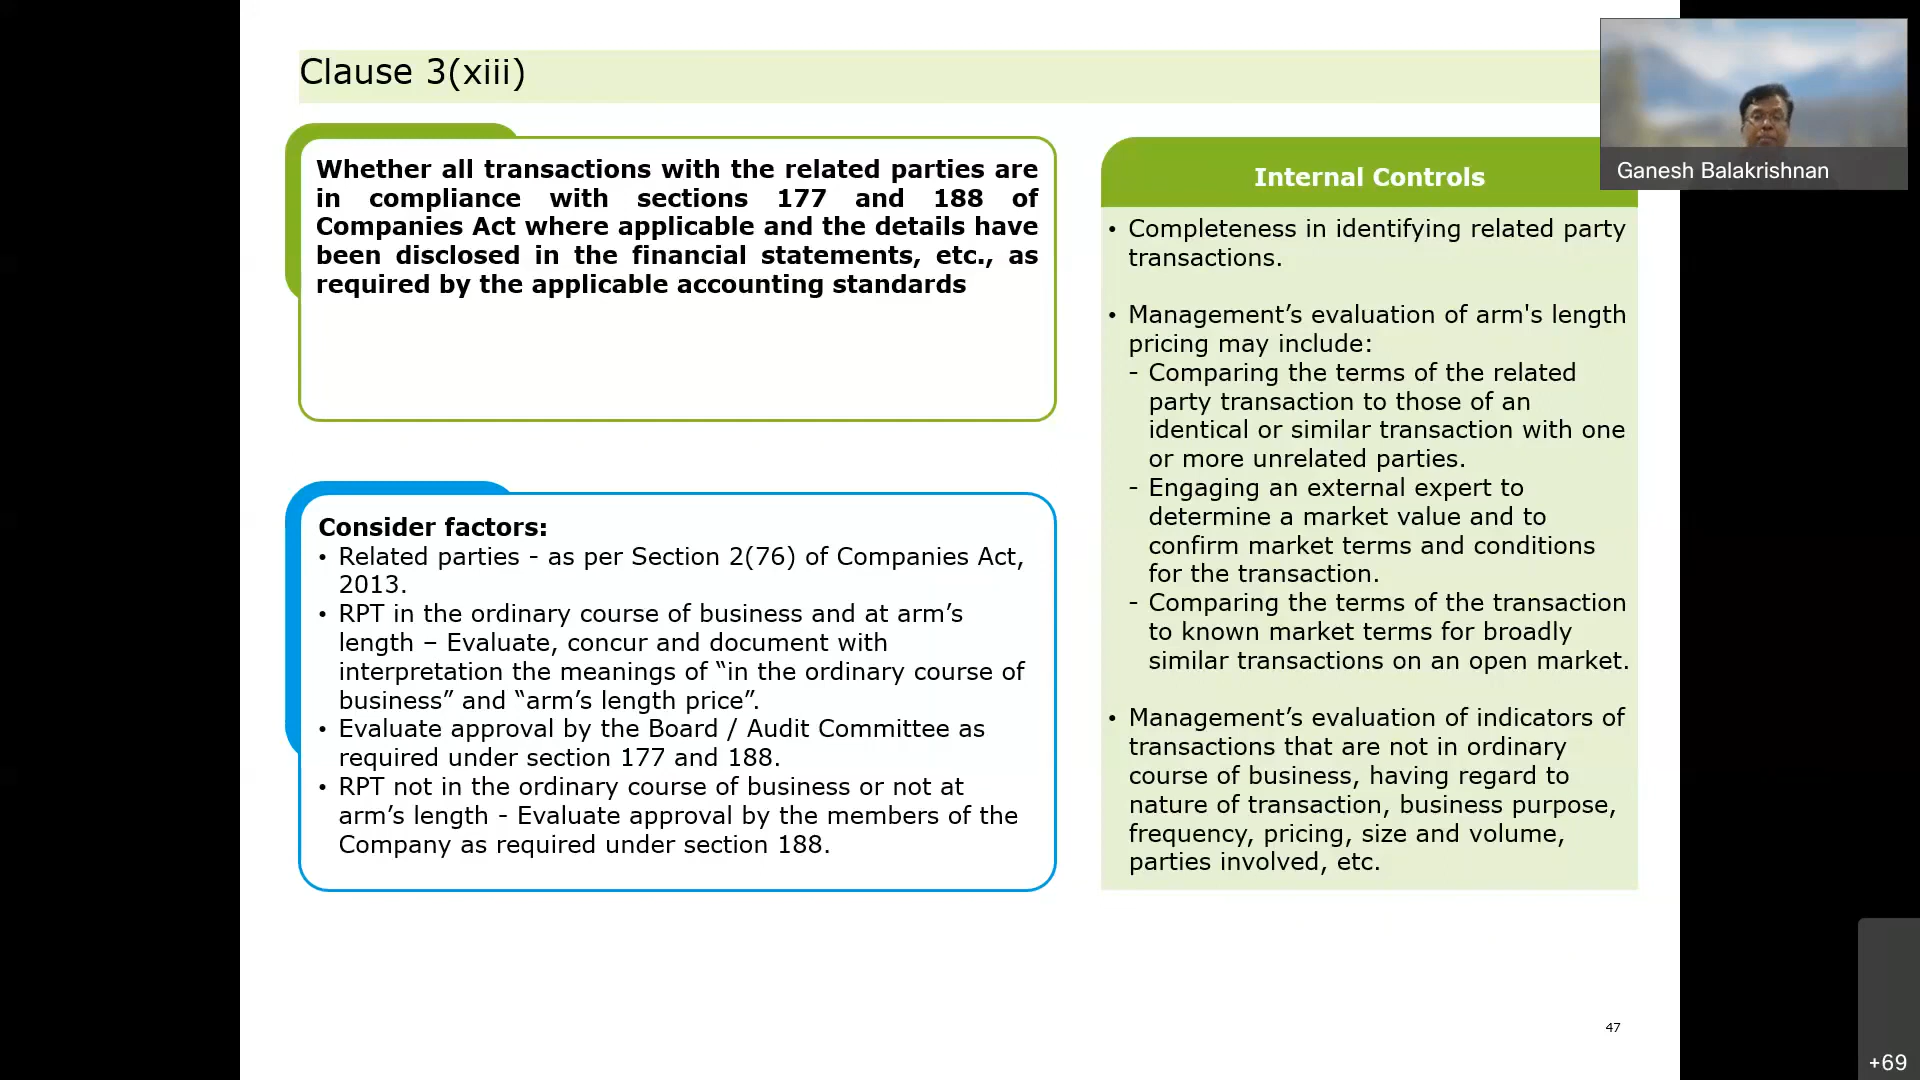 Clause 3(xiii)
Whether all transactions with the related parties are
in compliance with sections 177 and 188 of
Companies Act where applicable and the details have
been disclosed in the financial statements, etc., as
required by the applicable accounting standards
Consider factors:
• Related parties - as per Section 2(76) of Companies Act,
2013.
• RPT in the ordinary course of business and at arm’s
length – Evaluate, concur and document with
interpretation the meanings of “in the ordinary course of
business” and “arm’s length price”.
• Evaluate approval by the Board / Audit Committee as
required under section 177 and 188.
• RPT not in the ordinary course of business or not at
arm’s length - Evaluate approval by the members of the
Company as required under section 188.
Internal Controls
• Completeness in identifying related party
transactions.
• Management’s evaluation of arm's length
pricing may include:
- Comparing the terms of the related
party transaction to those of an
identical or similar transaction with one
or more unrelated parties.
- Engaging an external expert to
determine a market value and to
confirm market terms and conditions
for the transaction.
- Comparing the terms of the transaction
to known market terms for broadly
similar transactions on an open market.
• Management’s evaluation of indicators of
transactions that are not in ordinary
course of business, having regard to
nature of transaction, business purpose,
frequency, pricing, size and volume,
parties involved, etc.
Ganesh Balakrishnan
47
+69